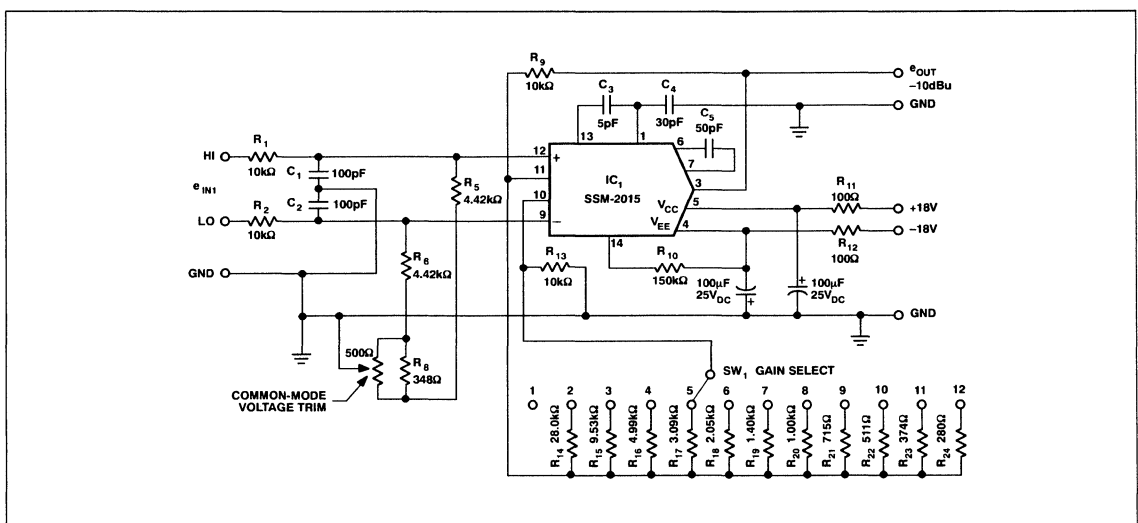 R9
10kΩ
eOUT
–10dBu
C3
5pF
C4
30pF
GND
C5
50pF
13
1
6
7
R1
HI
10kΩ
12
+
11
10
9
–
IC1
SSM-2015
3
C1
100pF
eIN1
C2
100pF
R5
4.42kΩ
VCC
5
VEE
4
R11
100Ω
+18V
–18V
R12
100Ω
LO
R2
10kΩ
14
R6
4.42kΩ
R13
10kΩ
R10
150kΩ
100μF
25VDC
+
+
100μF
25VDC
GND
GND
500Ω
R8
348Ω
COMMON-MODE
VOLTAGE TRIM
SW1 GAIN SELECT
1 2 3 4 5 6 7 8 9 10 11 12
R14 28.0kΩ
R15 9.53kΩ
R16 4.99kΩ
R17 3.09kΩ
R18 2.05kΩ
R19 1.40kΩ
R20 1.00kΩ
R21 715Ω
R22 511Ω
R23 374Ω
R24 280Ω